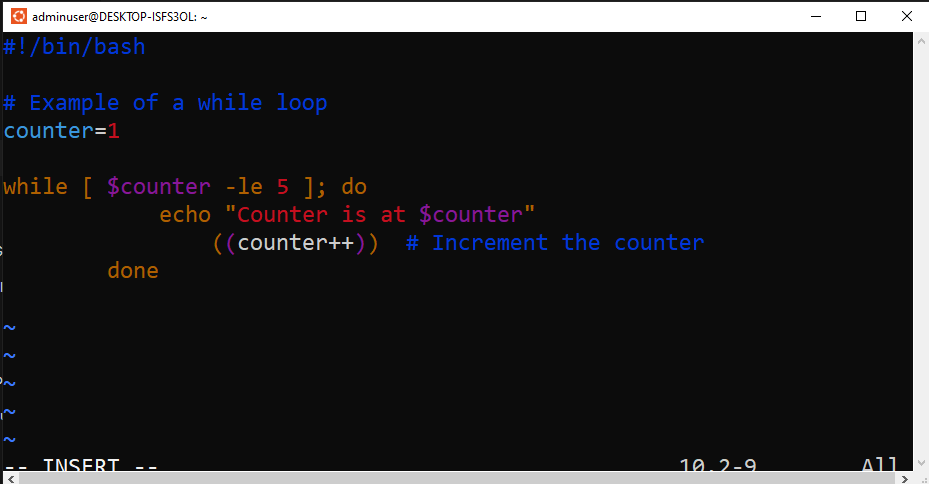 adminuser@DESKTOP-ISFS3OL: ~
#!/bin/bash
# Example of a while loop
counter=1
while [ $counter -le 5 ]; do
echo "Counter is at $counter"
((counter++))  # Increment the counter
done
~
~
~
~
~
-- INSERT --                    10,2-9          All